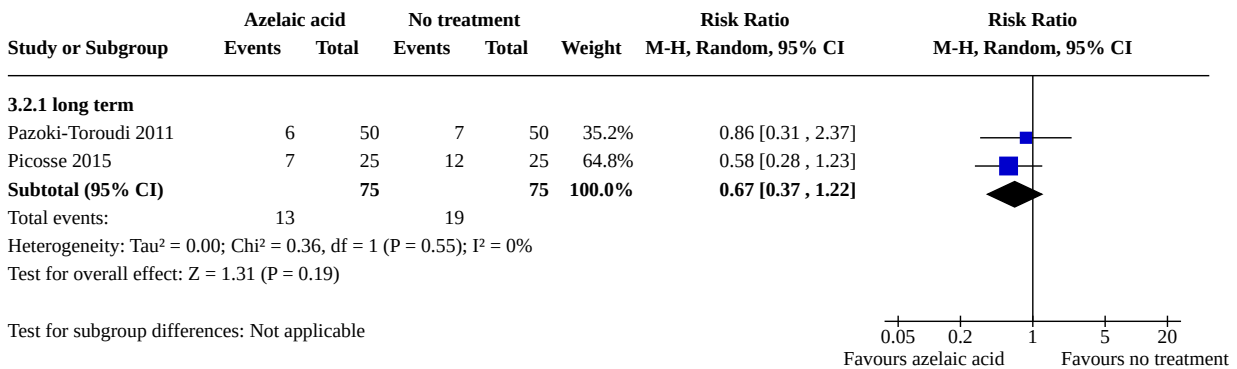 Azelaic acid No treatment Risk Ratio Risk Ratio
Study or Subgroup Events Total Events Total Weight M-H, Random, 95% CI M-H, Random, 95% CI
3.2.1 long term
Pazoki-Toroudi 2011 6 50 7 50 35.2% 0.86 [0.31 , 2.37]
Picosse 2015 7 25 12 25 64.8% 0.58 [0.28 , 1.23]
Subtotal (95% CI) 75 75 100.0% 0.67 [0.37 , 1.22]
Total events: 13 19
Heterogeneity: Tau² = 0.00; Chi² = 0.36, df = 1 (P = 0.55); I² = 0%
Test for overall effect: Z = 1.31 (P = 0.19)
Test for subgroup differences: Not applicable
0.05 0.2 1 5 20
Favours azelaic acid Favours no treatment